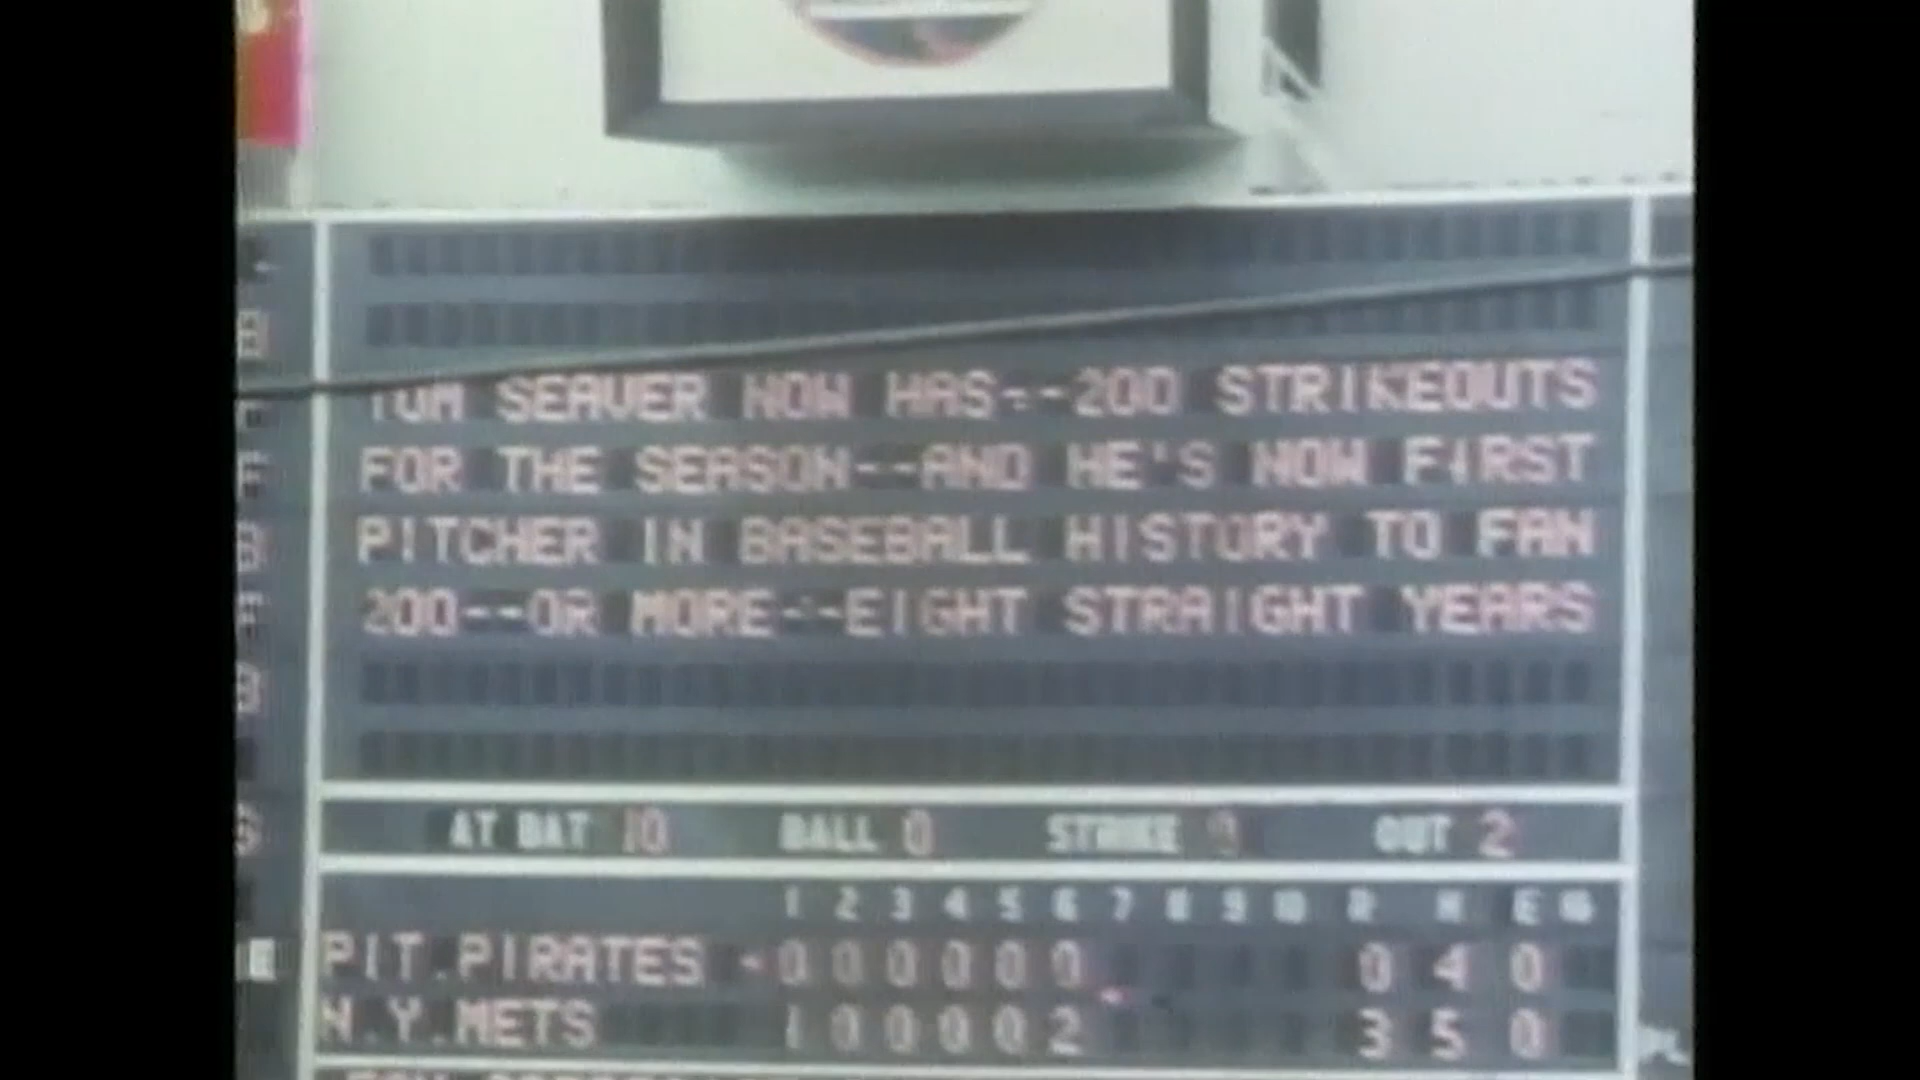 TOM SEAVER NOW HAS--200 STRIKEOUTS
FOR THE SEASON--AND HE'S NOW FIRST
PITCHER IN BASEBALL HISTORY TO FAN
200--OR MORE--EIGHT STRAIGHT YEARS
AT BAT 10 BALL 0 STRIKE 0 OUT 2
1 2 3 4 5 6 7 8 9 10 R H E
PIT.PIRATES - 0 0 0 0 0 0 0 4 0
N.Y.METS 1 0 0 0 0 2 3 5 0